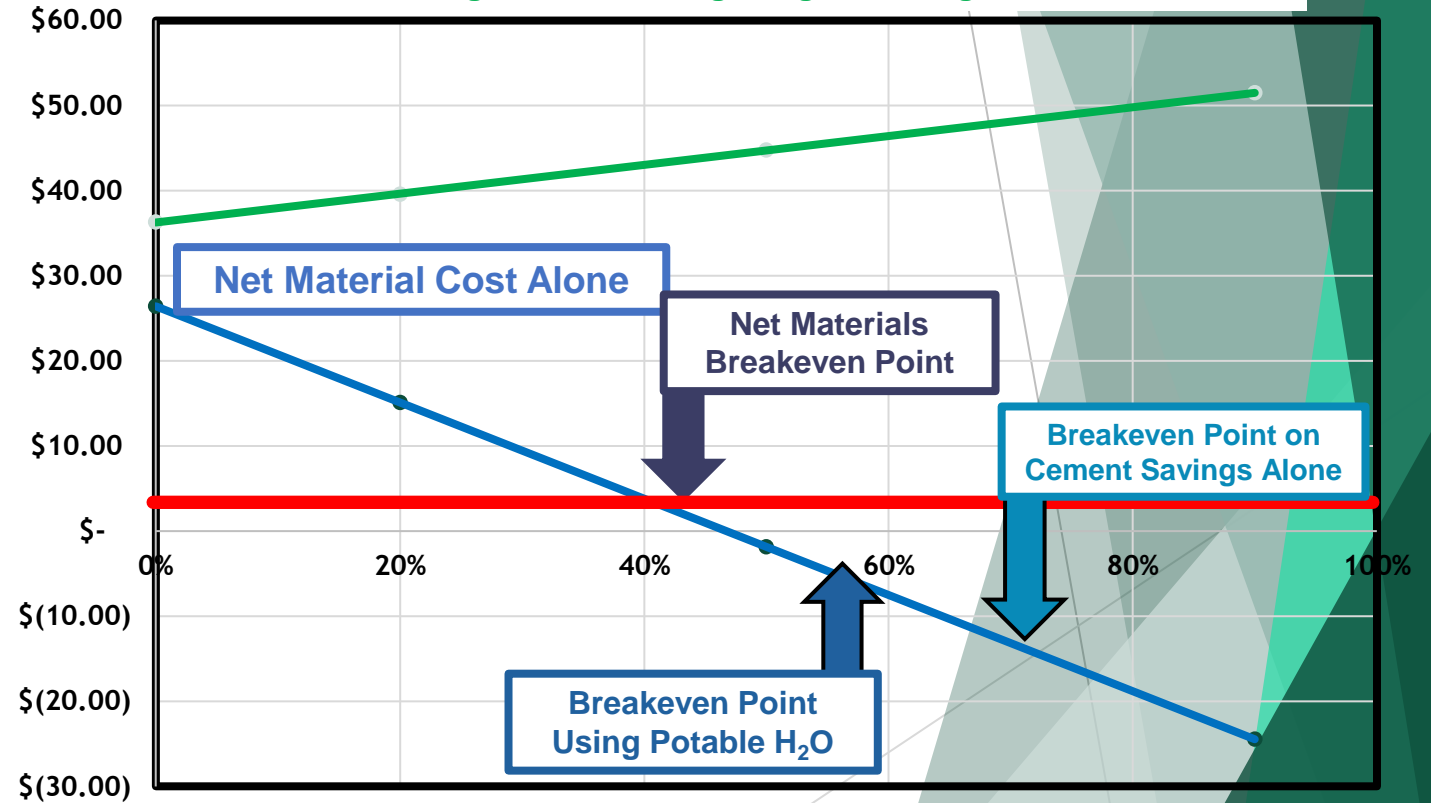 $60.00
$50.00
$40.00
$30.00
Net Material Cost Alone
Net Materials
Breakeven Point
$20.00
Breakeven Point on
Cement Savings Alone
$10.00
$-
0% 20% 40% 60% 80% 100%
$(10.00)
$(20.00)
Breakeven Point
Using Potable H₂O
$(30.00)